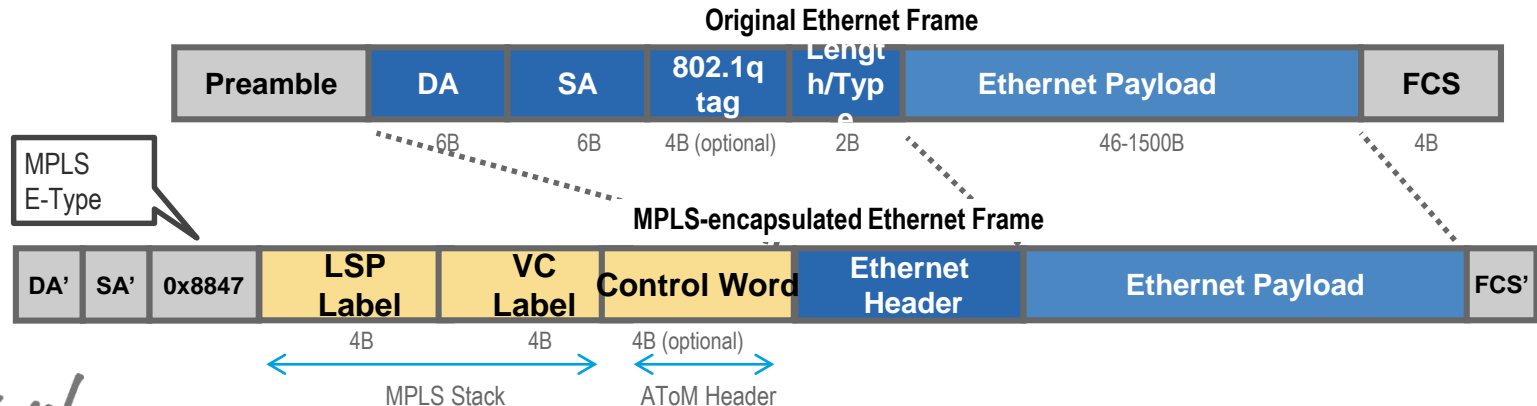 Original Ethernet Frame
Preamble
DA
SA
802.1q
tag
Lengt
h/Typ
e
Ethernet Payload
FCS
6B
6B
4B (optional)
2B
46-1500B
4B
MPLS
E-Type
MPLS-encapsulated Ethernet Frame
DA'
SA'
0x8847
LSP
Label
VC
Label
Control Word
Ethernet
Header
Ethernet Payload
FCS'
4B
4B
4B (optional)
MPLS Stack
AToM Header